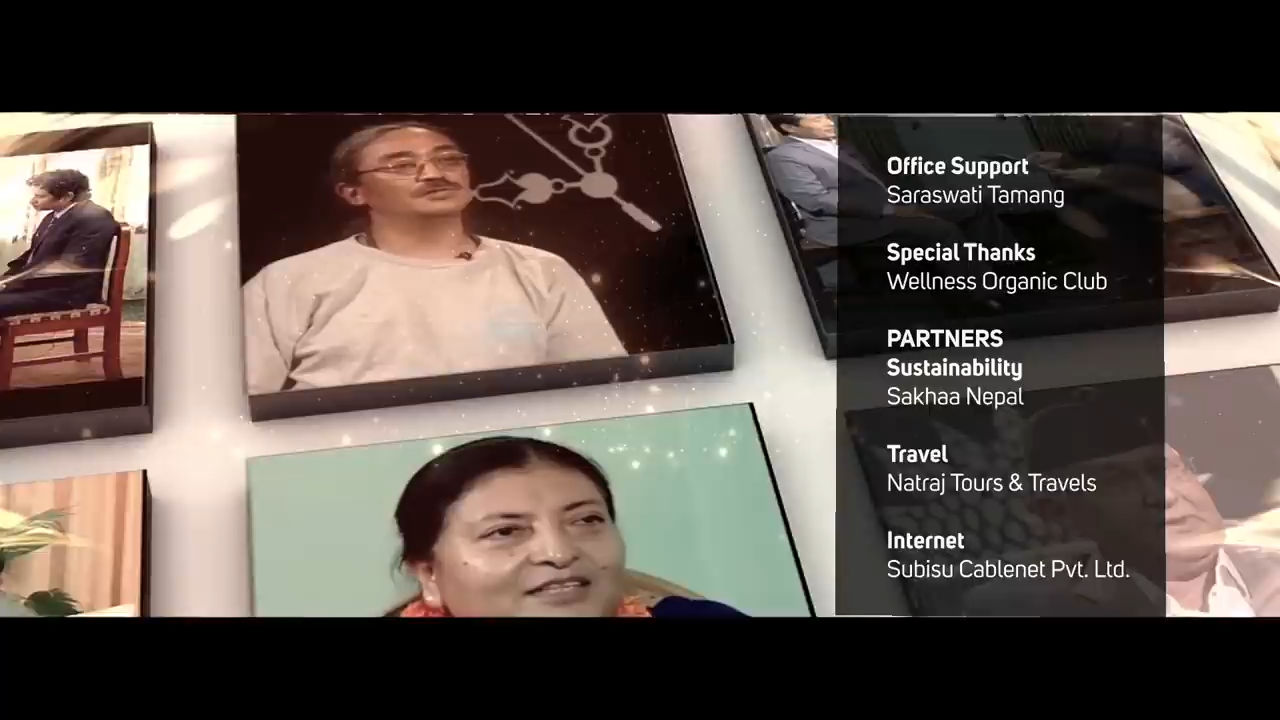 Office Support
Saraswati Tamang
Special Thanks
Wellness Organic Club
PARTNERS
Sustainability
Sakhaa Nepal
Travel
Natraj Tours & Travels
Internet
Subisu Cablenet Pvt. Ltd.